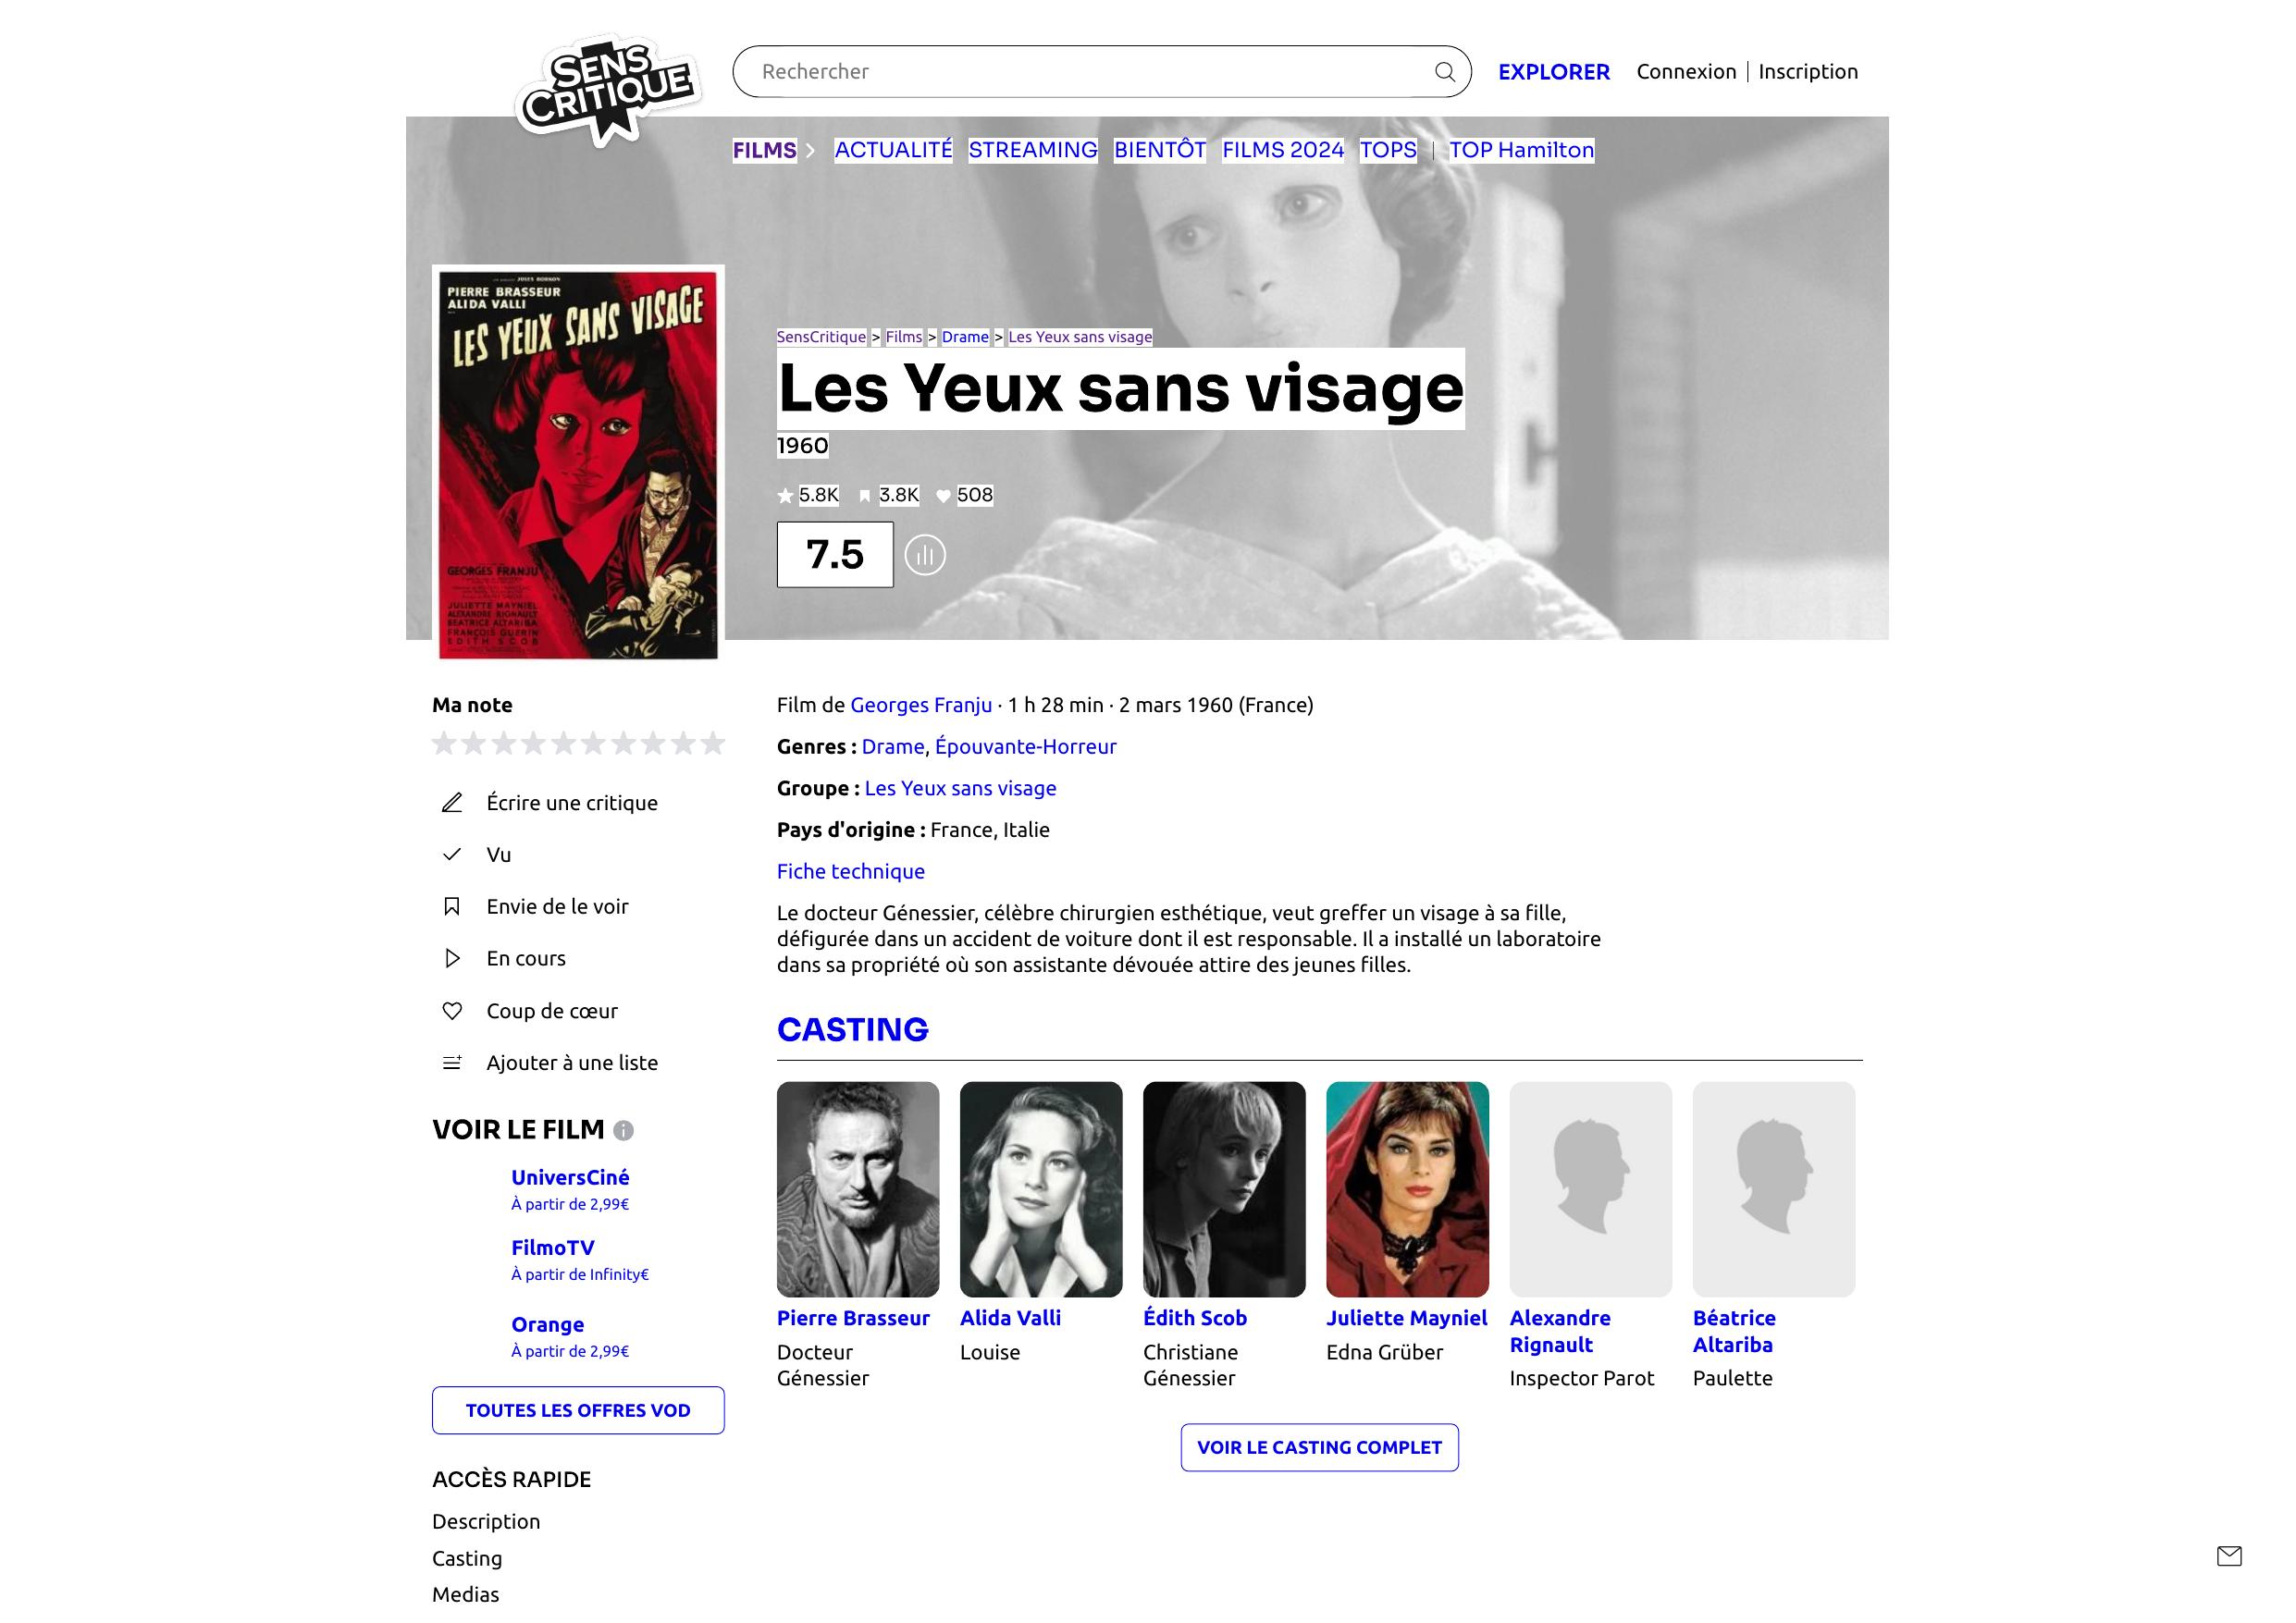 SENS
CRITIQUE
Rechercher
EXPLORER
Connexion | Inscription
FILMS
ACTUALITÉ STREAMING BIENTÔT FILMS 2024 TOPS | TOP Hamilton
PIERRE BRASSEUR
ALIDA VALLI
LES YEUX SANS VISAGE
GEORGES FRANJU
JULIETTE MAYNIEL
ALEXANDRE RIGNAULT
BEATRICE ALTARIBA
FRANÇOIS GUERIN
EDITH SCOB
SensCritique > Films > Drame > Les Yeux sans visage
Les Yeux sans visage
1960
5.8K 3.8K 508
7.5
Ma note
Écrire une critique
Vu
Envie de le voir
En cours
Coup de cœur
Ajouter à une liste
VOIR LE FILM
UniversCiné
À partir de 2,99€
FilmoTV
À partir de Infinity€
Orange
À partir de 2,99€
TOUTES LES OFFRES VOD
ACCÈS RAPIDE
Description
Casting
Medias
Film de Georges Franju · 1 h 28 min · 2 mars 1960 (France)
Genres : Drame, Épouvante-Horreur
Groupe : Les Yeux sans visage
Pays d'origine : France, Italie
Fiche technique
Le docteur Génessier, célèbre chirurgien esthétique, veut greffer un visage à sa fille,
défigurée dans un accident de voiture dont il est responsable. Il a installé un laboratoire
dans sa propriété où son assistante dévouée attire des jeunes filles.
CASTING
Pierre Brasseur
Docteur
Génessier
Alida Valli
Louise
Édith Scob
Christiane
Génessier
Juliette Mayniel
Edna Grüber
Alexandre
Rignault
Inspector Parot
Béatrice
Altariba
Paulette
VOIR LE CASTING COMPLET